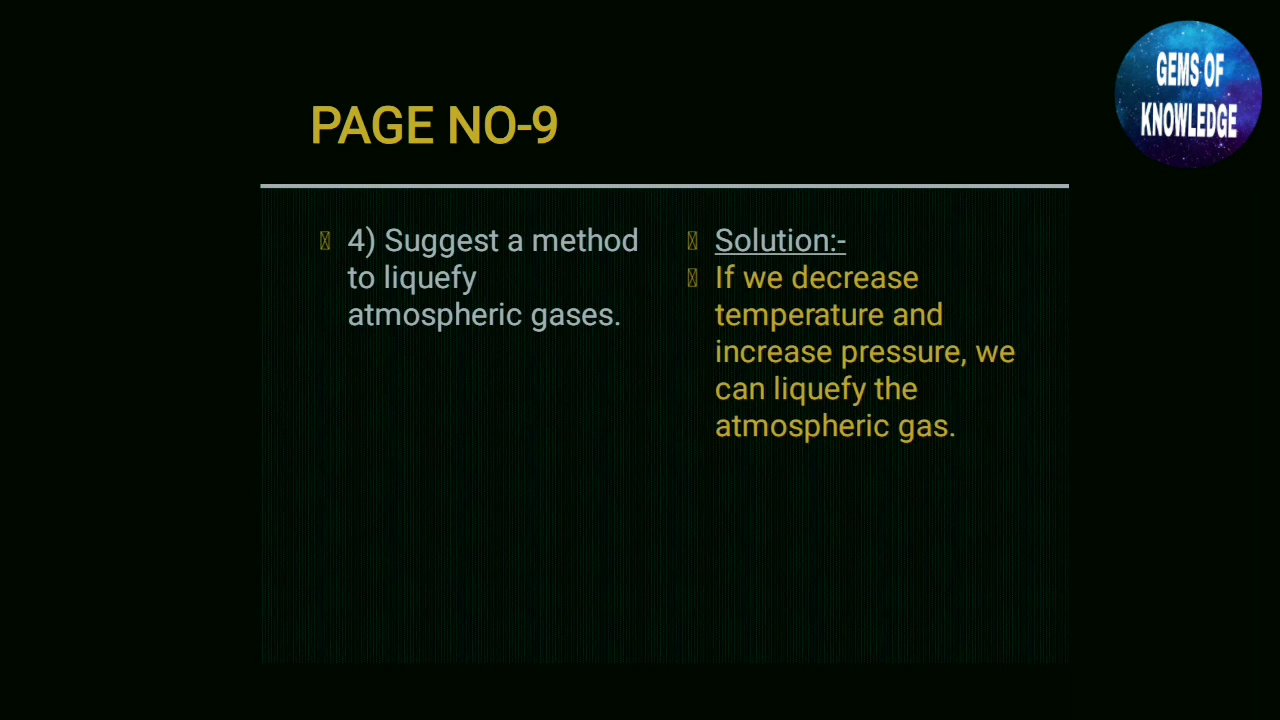 GEMS OF
KNOWLEDGE
PAGE NO-9
4) Suggest a method
to liquefy
atmospheric gases.
Solution:-
If we decrease
temperature and
increase pressure, we
can liquefy the
atmospheric gas.